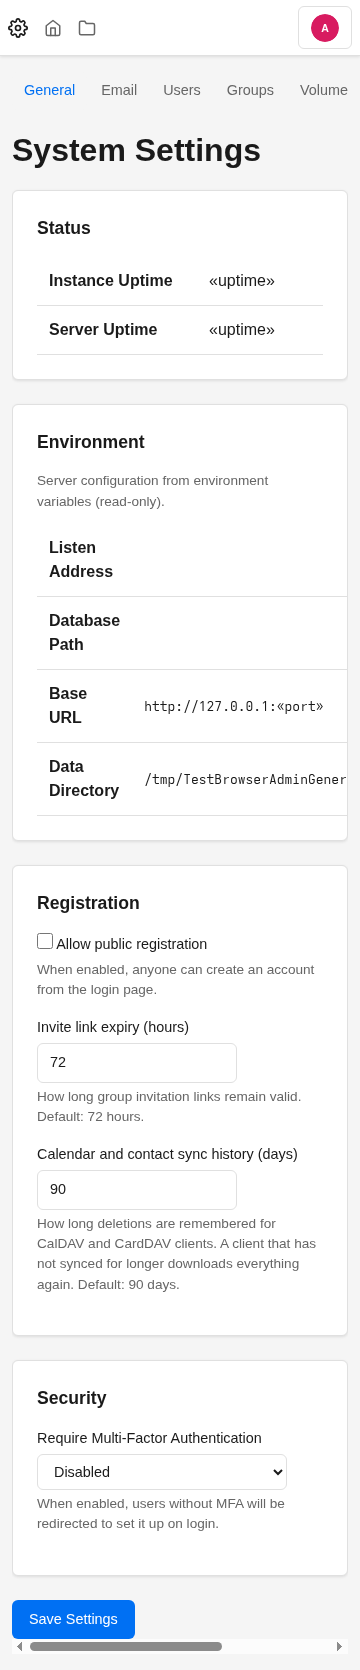 A
General Email Users Groups Volume
System Settings
Status
Instance Uptime «uptime»
Server Uptime «uptime»
Environment
Server configuration from environment
variables (read-only).
Listen
Address
Database
Path
Base
URL
http://127.0.0.1:«port»
Data
Directory
/tmp/TestBrowserAdminGener
Registration
Allow public registration
When enabled, anyone can create an account
from the login page.
Invite link expiry (hours)
72
How long group invitation links remain valid.
Default: 72 hours.
Calendar and contact sync history (days)
90
How long deletions are remembered for
CalDAV and CardDAV clients. A client that has
not synced for longer downloads everything
again. Default: 90 days.
Security
Require Multi-Factor Authentication
Disabled
When enabled, users without MFA will be
redirected to set it up on login.
Save Settings